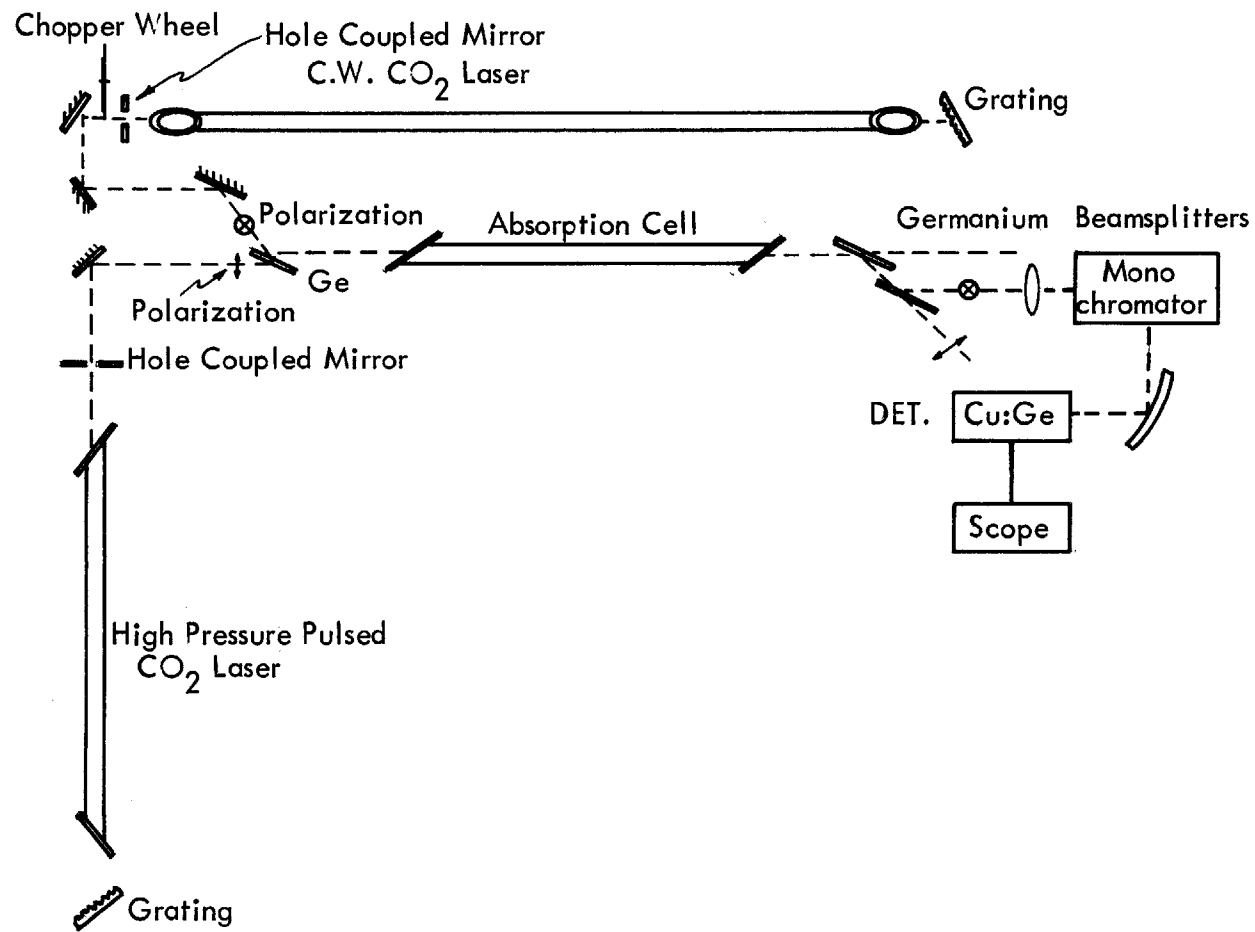 Chopper Wheel
Hole Coupled Mirror
C.W. CO2 Laser
Grating
Polarization
Absorption Cell
Germanium Beamsplitters
Ge
Polarization
Mono
chromator
Hole Coupled Mirror
DET.
Cu:Ge
Scope
High Pressure Pulsed
CO2 Laser
Grating